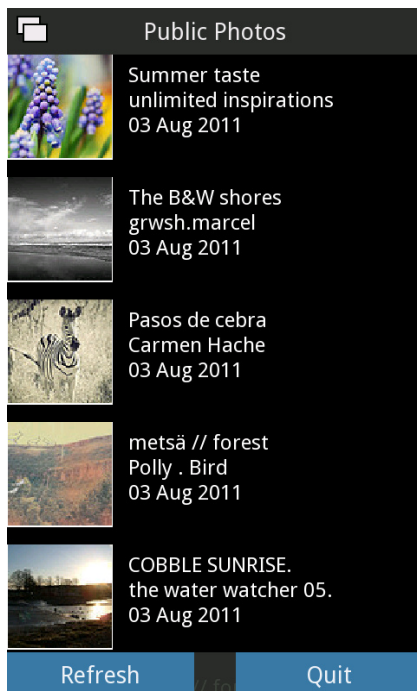 Public Photos
Summer taste
unlimited inspirations
03 Aug 2011
The B&W shores
grwsh.marcel
03 Aug 2011
Pasos de cebra
Carmen Hache
03 Aug 2011
metsä // forest
Polly . Bird
03 Aug 2011
COBBLE SUNRISE.
the water watcher 05.
03 Aug 2011
Refresh
Quit